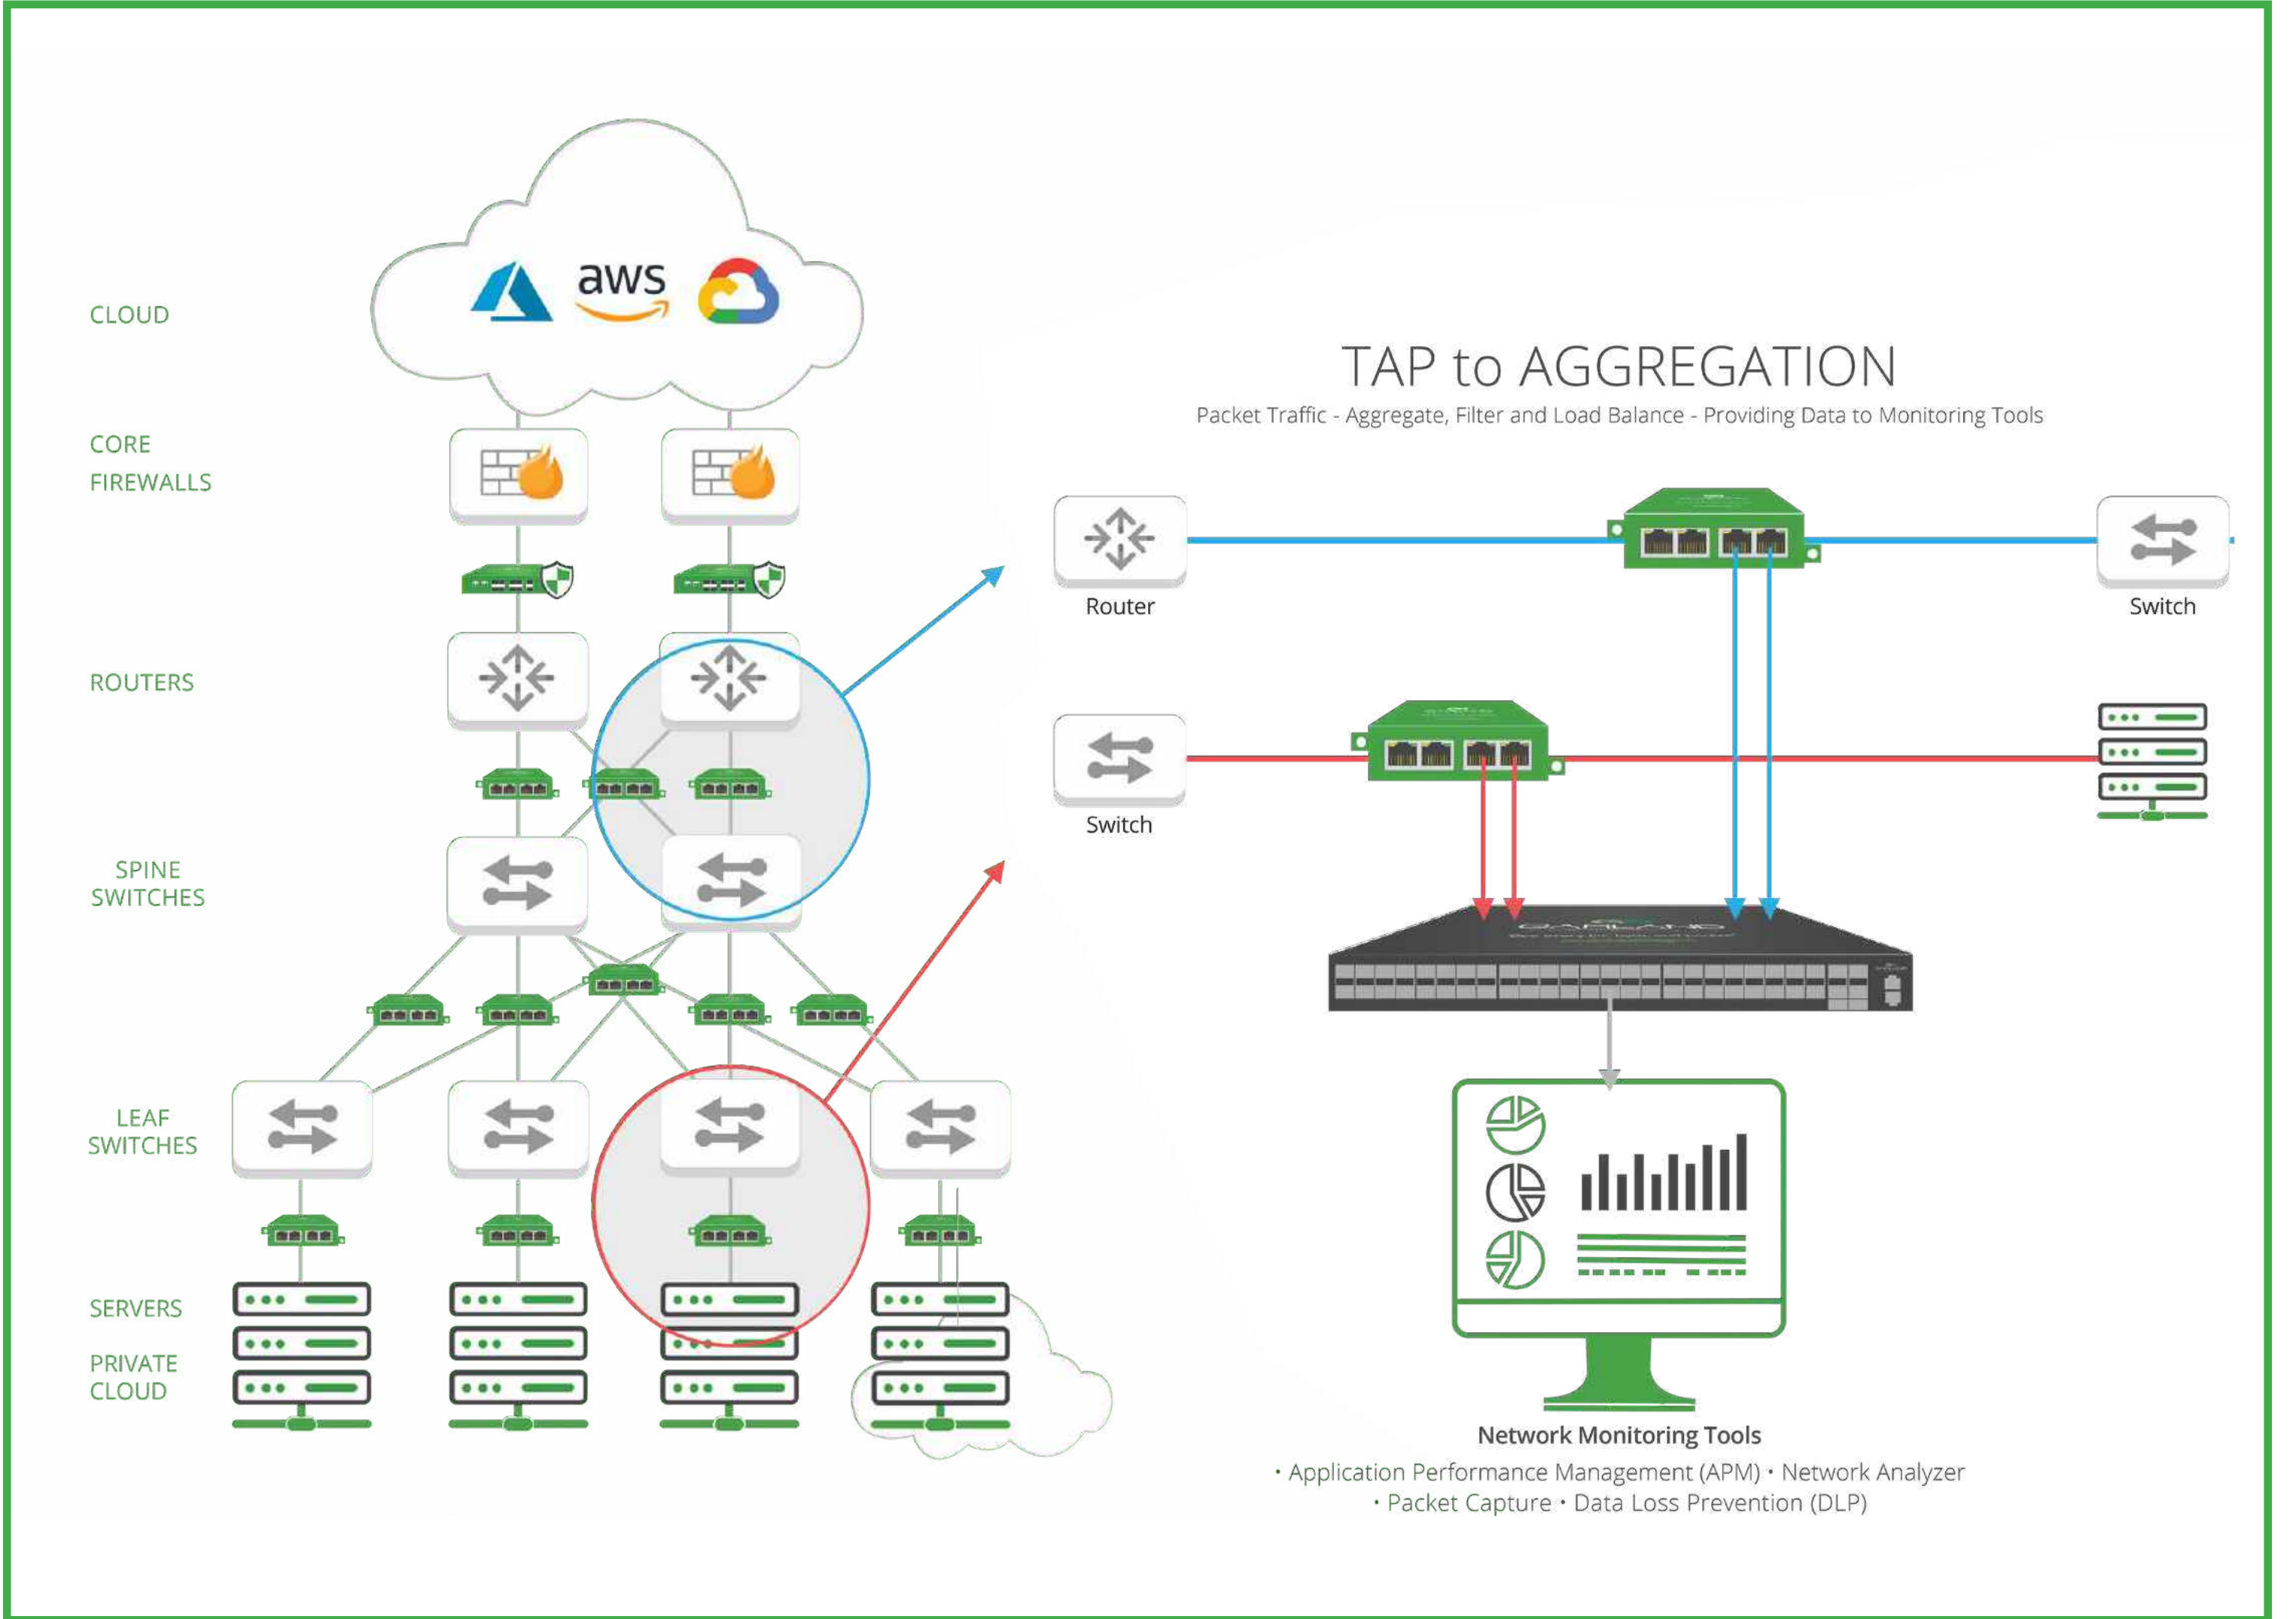 CLOUD
aws
CORE
FIREWALLS
ROUTERS
SPINE
SWITCHES
LEAF
SWITCHES
SERVERS
PRIVATE
CLOUD
TAP to AGGREGATION
Packet Traffic - Aggregate, Filter and Load Balance - Providing Data to Monitoring Tools
Router
Switch
Switch
GARLAND
Network Monitoring Tools
• Application Performance Management (APM) • Network Analyzer
• Packet Capture • Data Loss Prevention (DLP)